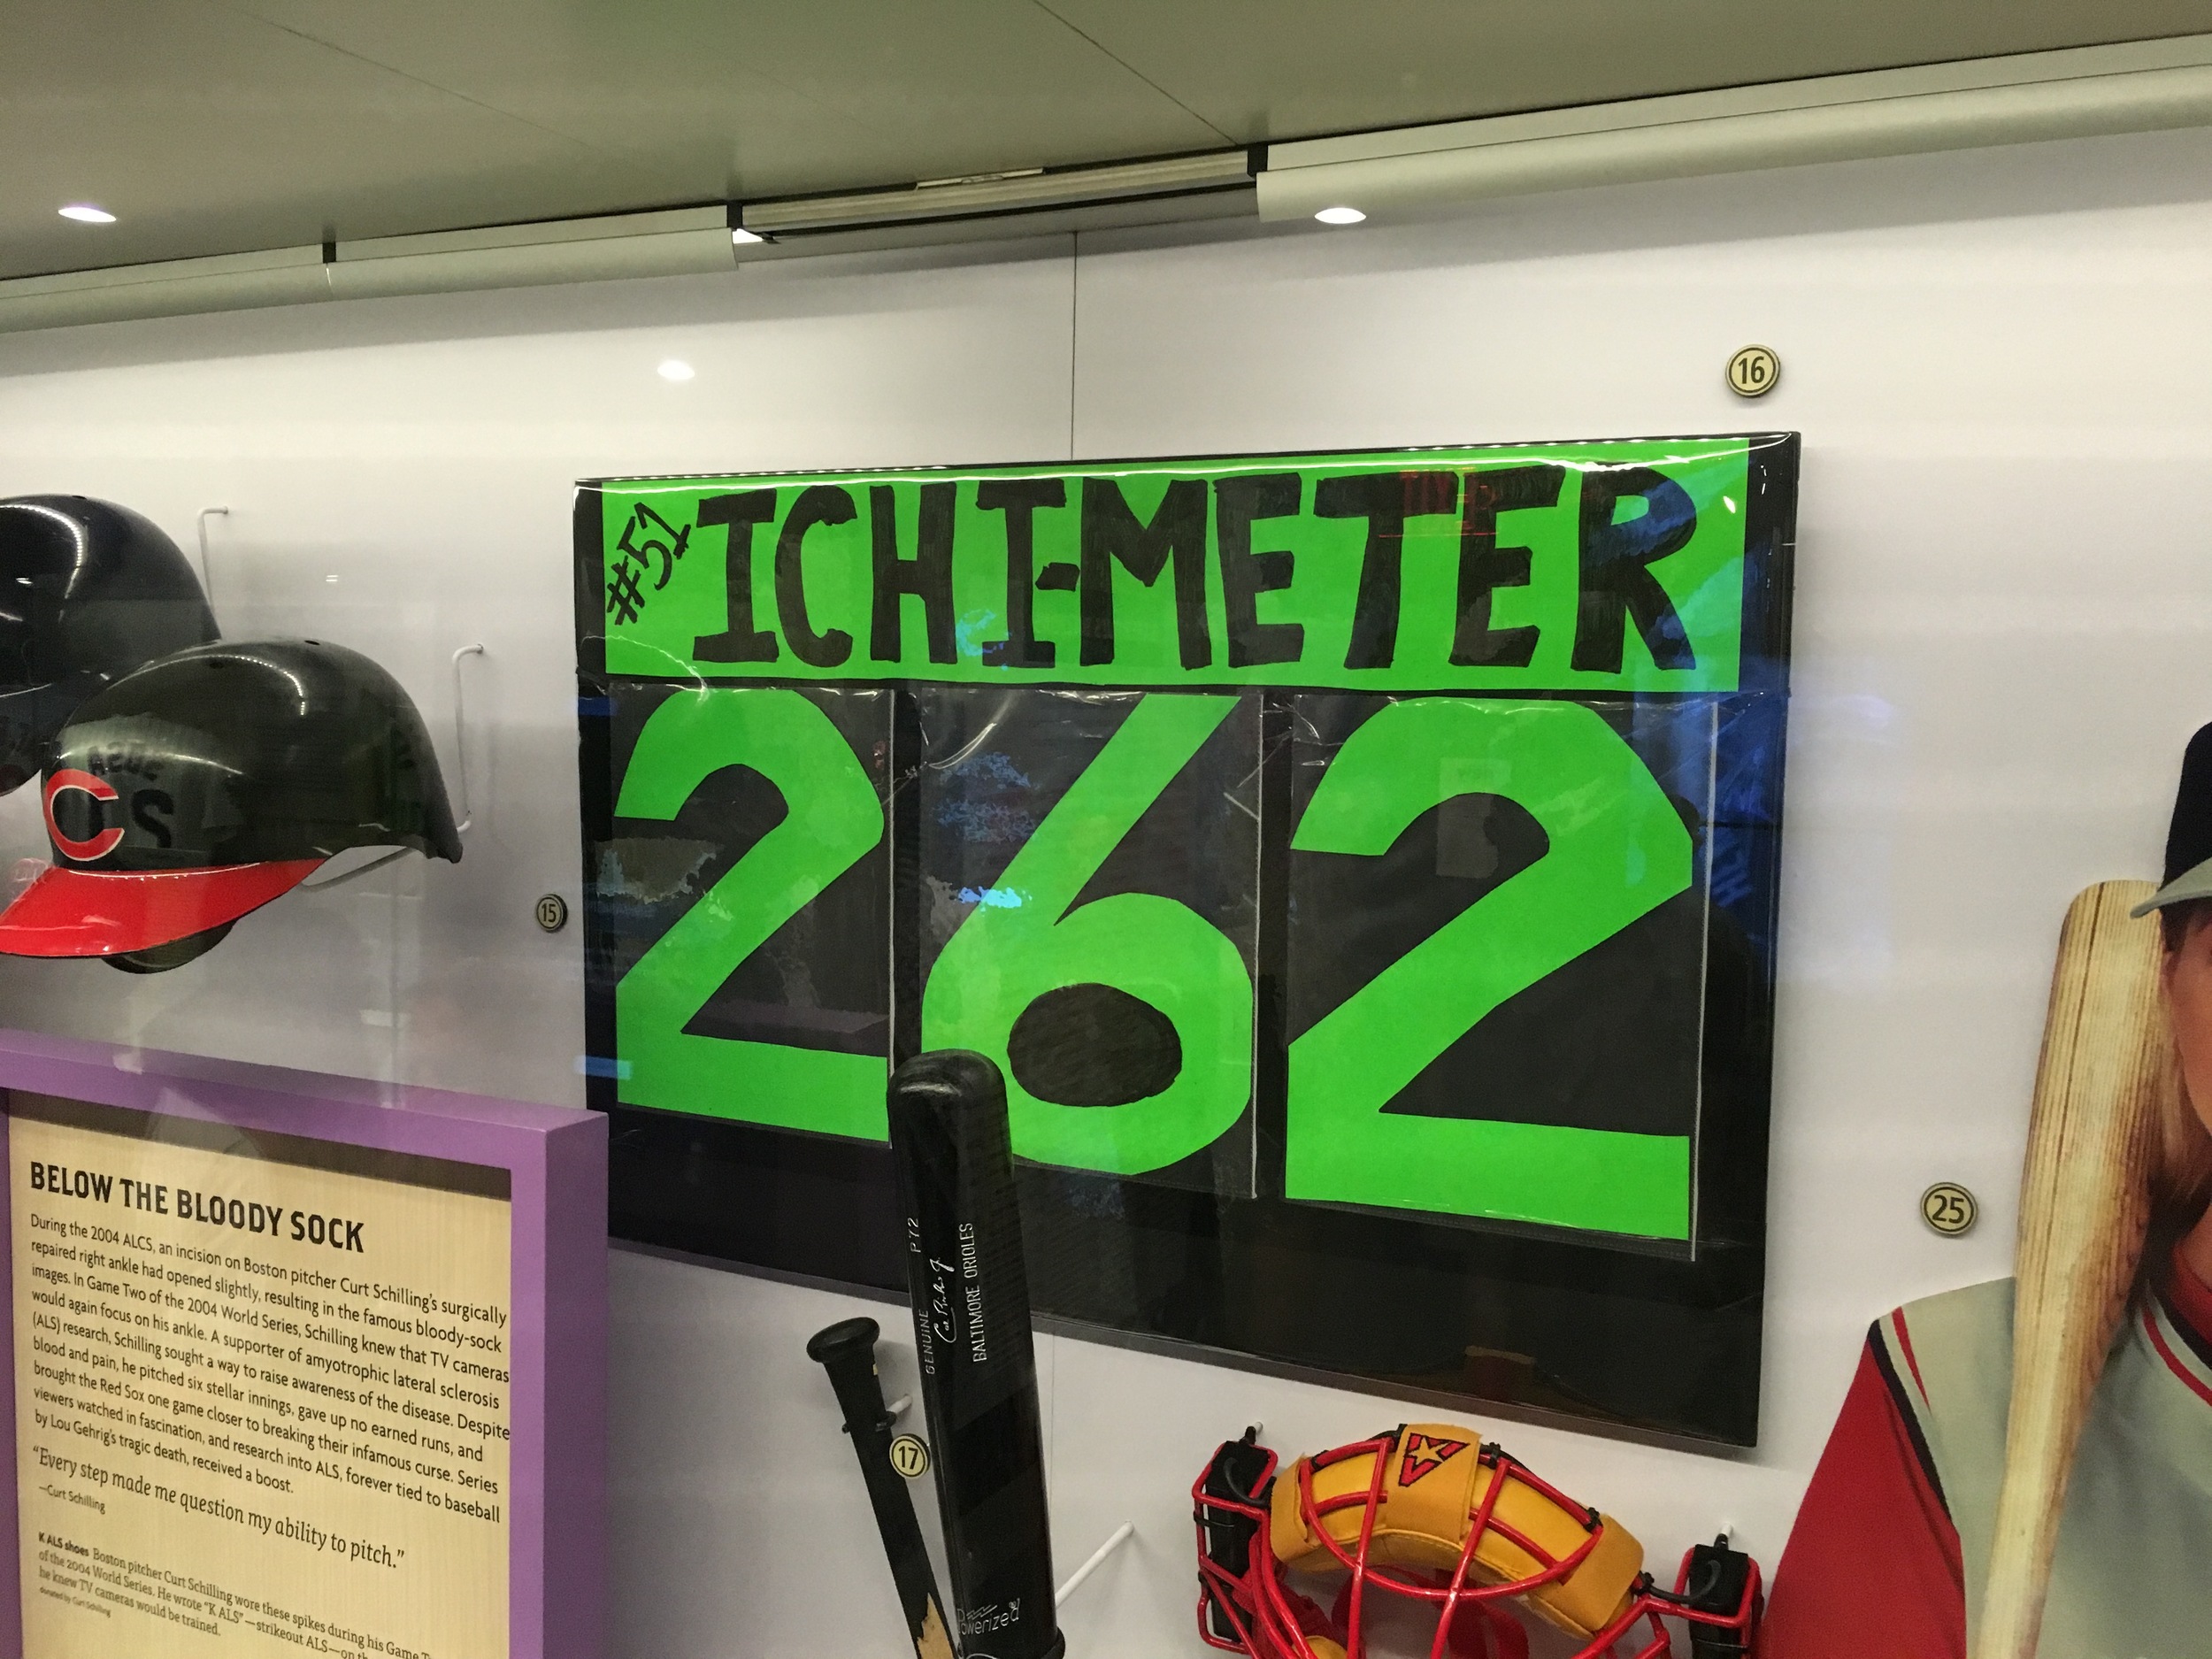 16
#51
ICHI-METER
262
C
15
25
BELOW THE BLOODY SOCK
During the 2004 ALCS, an incision on Boston pitcher Curt Schilling's surgically
repaired right ankle had opened slightly, resulting in the famous bloody-sock
images. In Game Two of the 2004 World Series, Schilling knew that TV cameras
would again focus on his ankle. A supporter of amyotrophic lateral sclerosis
(ALS) research, Schilling sought a way to raise awareness of the disease. Despite
blood and pain, he pitched six stellar innings, gave up no earned runs, and
brought the Red Sox one game closer to breaking their infamous curse. Series
viewers watched in fascination, and research into ALS, forever tied to baseball
by Lou Gehrig's tragic death, received a boost.
“Every step made me question my ability to pitch.”
—Curt Schilling
K ALS shoes Boston pitcher Curt Schilling wore these spikes during his Game
of the 2004 World Series. He wrote “K ALS”—strikeout ALS—on
he knew TV cameras would be trained.
Donated by Curt Schilling
GENUINE P72
Cal Ripken Jr.
BALTIMORE ORIOLES
17
Powerized